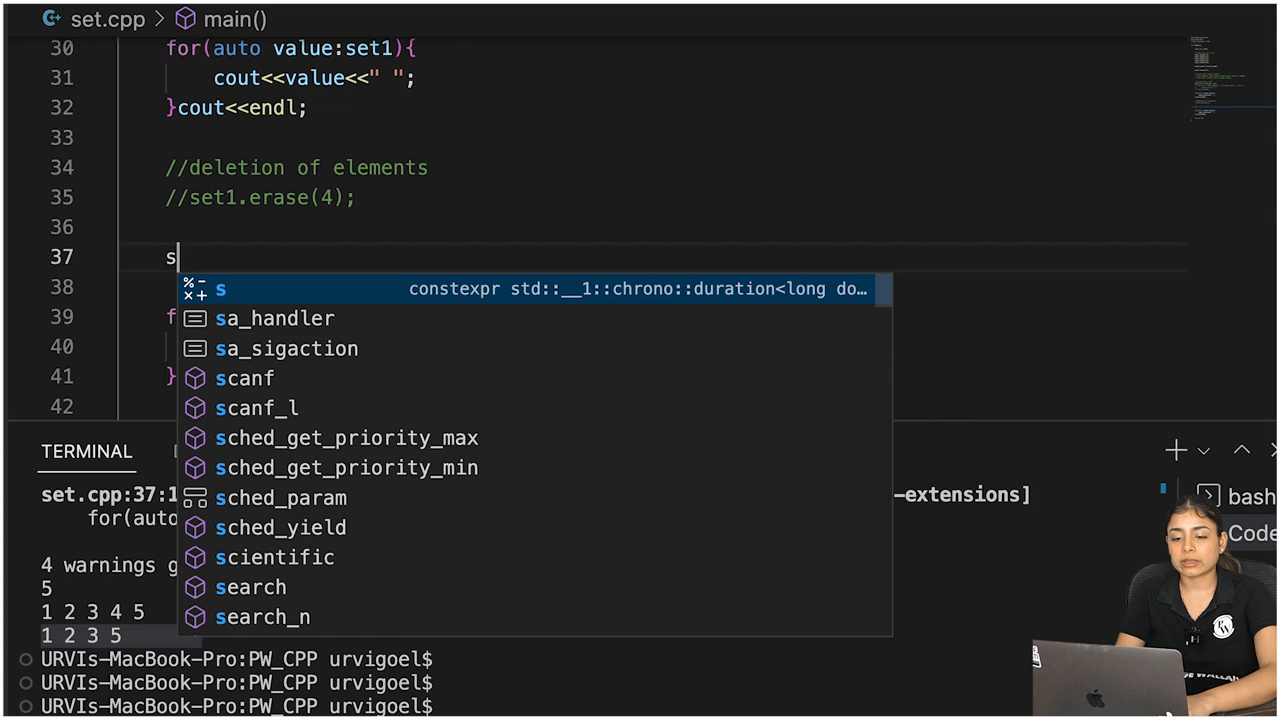 set.cpp > main()
30 for(auto value:set1){
31 cout<<value<<" ";
32 }cout<<endl;
33
34 //deletion of elements
35 //set1.erase(4);
36
37 s
38 s constexpr std::__1::chrono::duration<long do…
39 f sa_handler
40 sa_sigaction
41 } scanf
42 scanf_l
sched_get_priority_max
sched_get_priority_min
sched_param
sched_yield
scientific
search
search_n
TERMINAL
set.cpp:37:1 -extensions]
for(auto
4 warnings g
5
1 2 3 4 5
1 2 3 5
URVIs-MacBook-Pro:PW_CPP urvigoel$
URVIs-MacBook-Pro:PW_CPP urvigoel$
URVIs-MacBook-Pro:PW_CPP urvigoel$
bash
Code